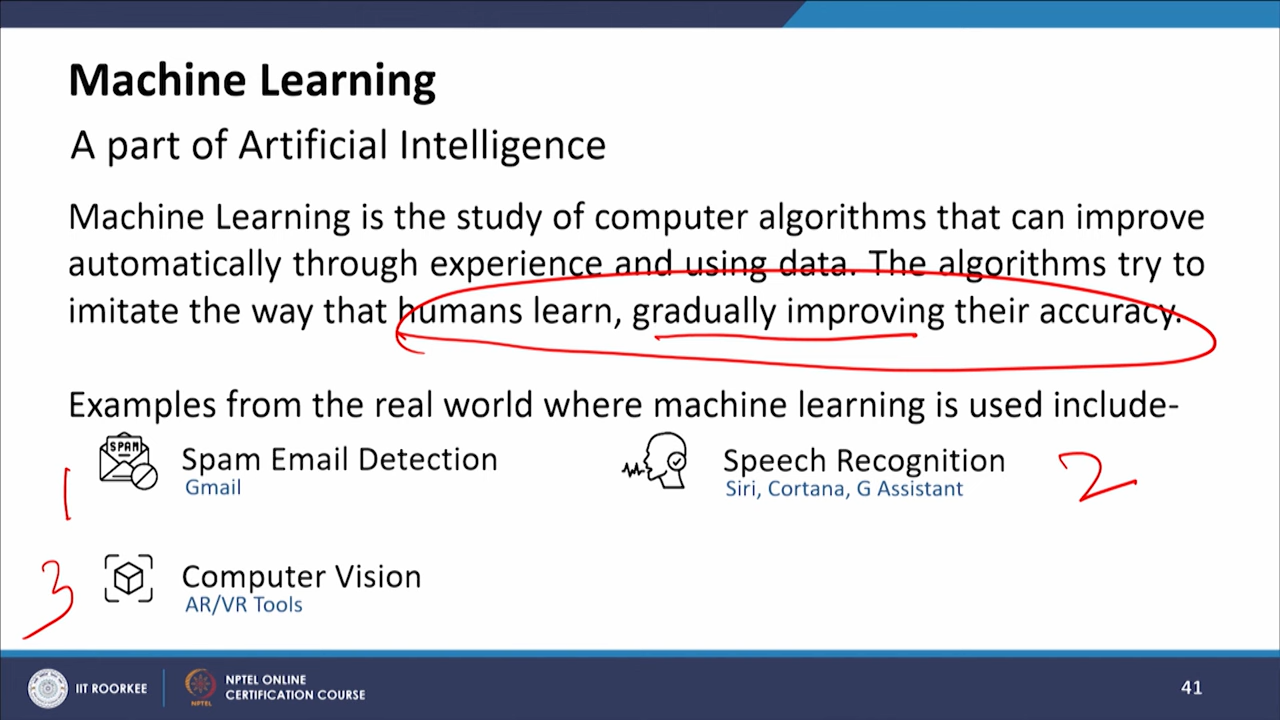 Machine Learning
A part of Artificial Intelligence
Machine Learning is the study of computer algorithms that can improve
automatically through experience and using data. The algorithms try to
imitate the way that humans learn, gradually improving their accuracy.
Examples from the real world where machine learning is used include-
SPAM
1
Spam Email Detection
Gmail
Speech Recognition
Siri, Cortana, G Assistant
2
3
Computer Vision
AR/VR Tools
IIT ROORKEE
NPTEL
NPTEL ONLINE
CERTIFICATION COURSE
41